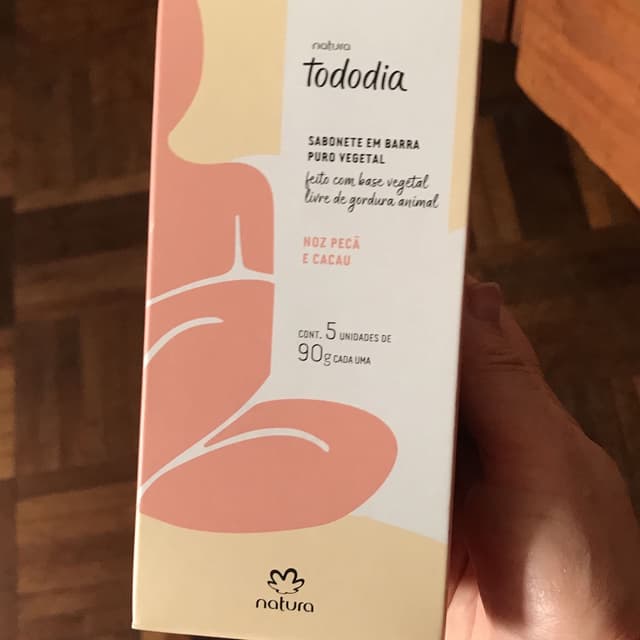 natura
Tododia
SABONETE EM BARRA
PURO VEGETAL
feito com base vegetal
livre de gordura animal
NOZ PECÃ
E CACAU
CONT. 5 UNIDADES DE
90g CADA UMA
natura